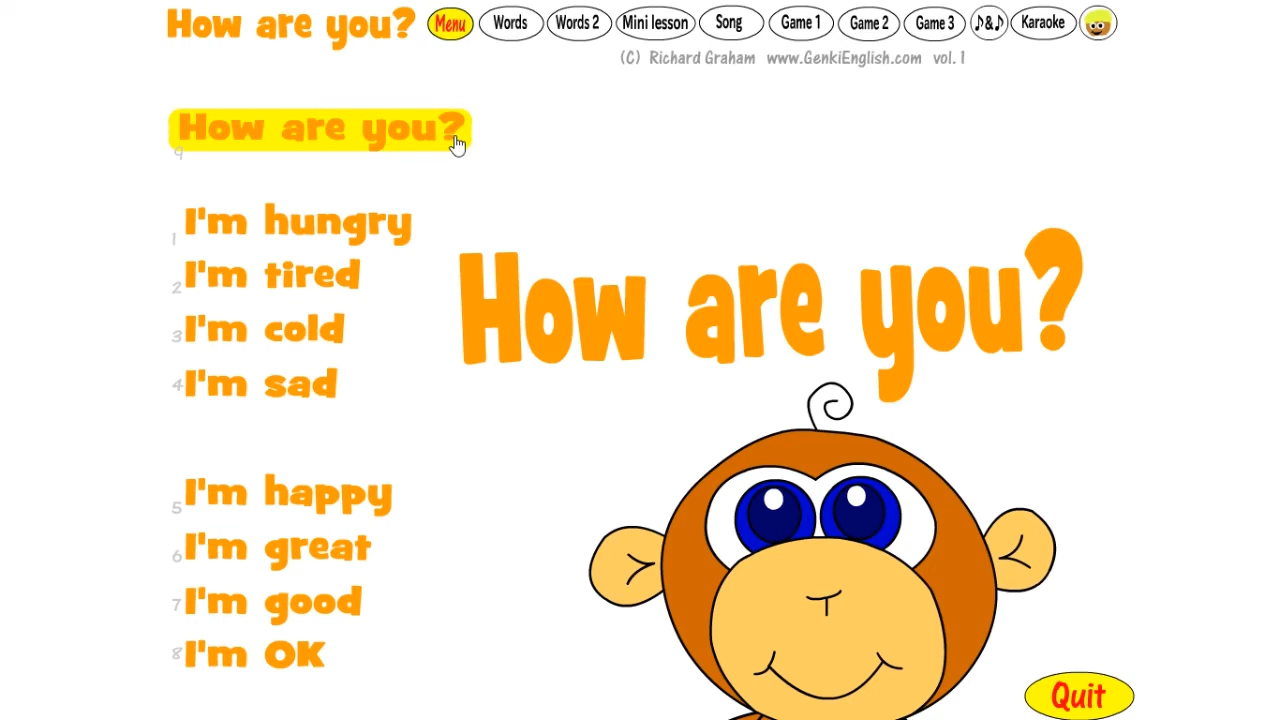 How are you? Menu Words Words 2 Mini lesson Song Game 1 Game 2 Game 3 ♪&♪ Karaoke
(C) Richard Graham www.GenkiEnglish.com vol. 1
How are you?
9
1 I'm hungry
2 I'm tired
3 I'm cold
4 I'm sad
How are you?
5 I'm happy
6 I'm great
7 I'm good
8 I'm OK
Quit